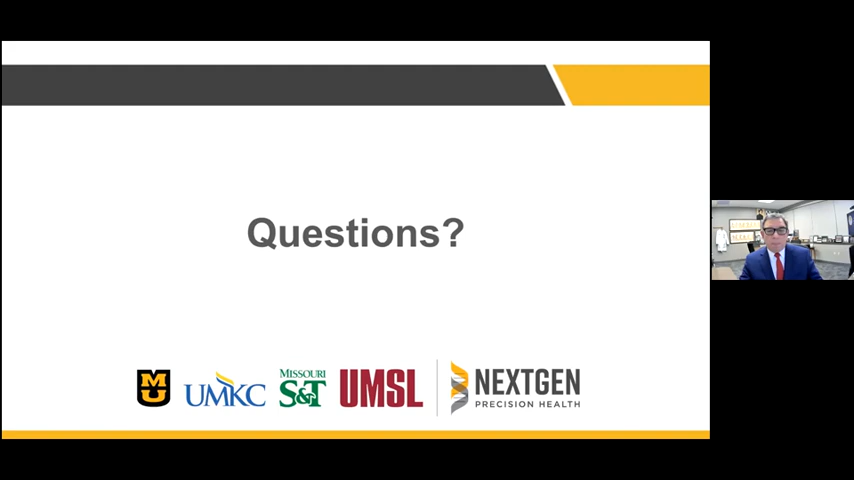 Questions?
MU
UMKC
MISSOURI
S&T
UMSL
NEXTGEN
PRECISION HEALTH